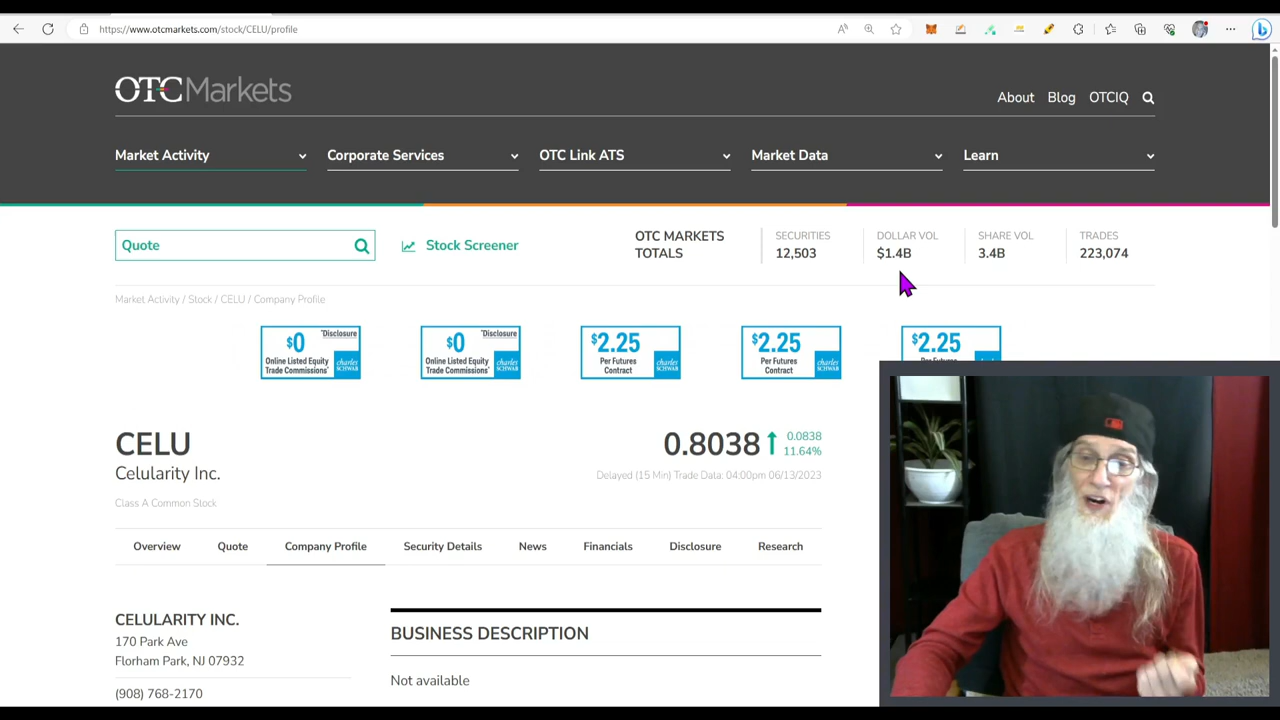 https://www.otcmarkets.com/stock/CELU/profile
OTCMarkets
About Blog OTCIQ
Market Activity Corporate Services OTC Link ATS Market Data Learn
Quote Stock Screener
OTC MARKETS TOTALS
SECURITIES
12,503
DOLLAR VOL
$1.4B
SHARE VOL
3.4B
TRADES
223,074
Market Activity / Stock / CELU / Company Profile
$0 *Disclosure
Online Listed Equity
Trade Commissions*
charles SCHWAB
$0 *Disclosure
Online Listed Equity
Trade Commissions*
charles SCHWAB
$2.25
Per Futures
Contract
charles SCHWAB
$2.25
Per Futures
Contract
charles SCHWAB
$2.25
CELU
0.8038 0.0838
11.64%
Celularity Inc.
Delayed (15 Min) Trade Data: 04:00pm 06/13/2023
Class A Common Stock
Overview Quote Company Profile Security Details News Financials Disclosure Research
CELULARITY INC.
170 Park Ave
Florham Park, NJ 07932
(908) 768-2170
BUSINESS DESCRIPTION
Not available